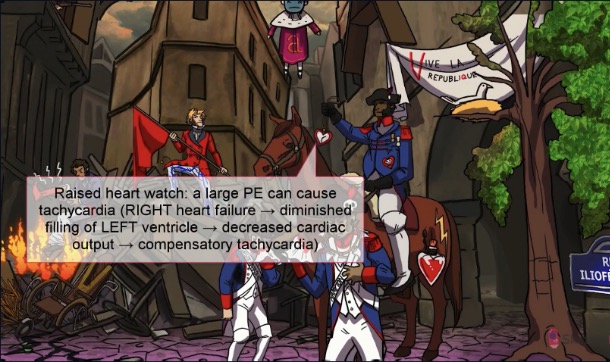 VIVE LA
REPUBLIQUE
Raised heart watch: a large PE can cause
tachycardia (RIGHT heart failure → diminished
filling of LEFT ventricle → decreased cardiac
output → compensatory tachycardia)